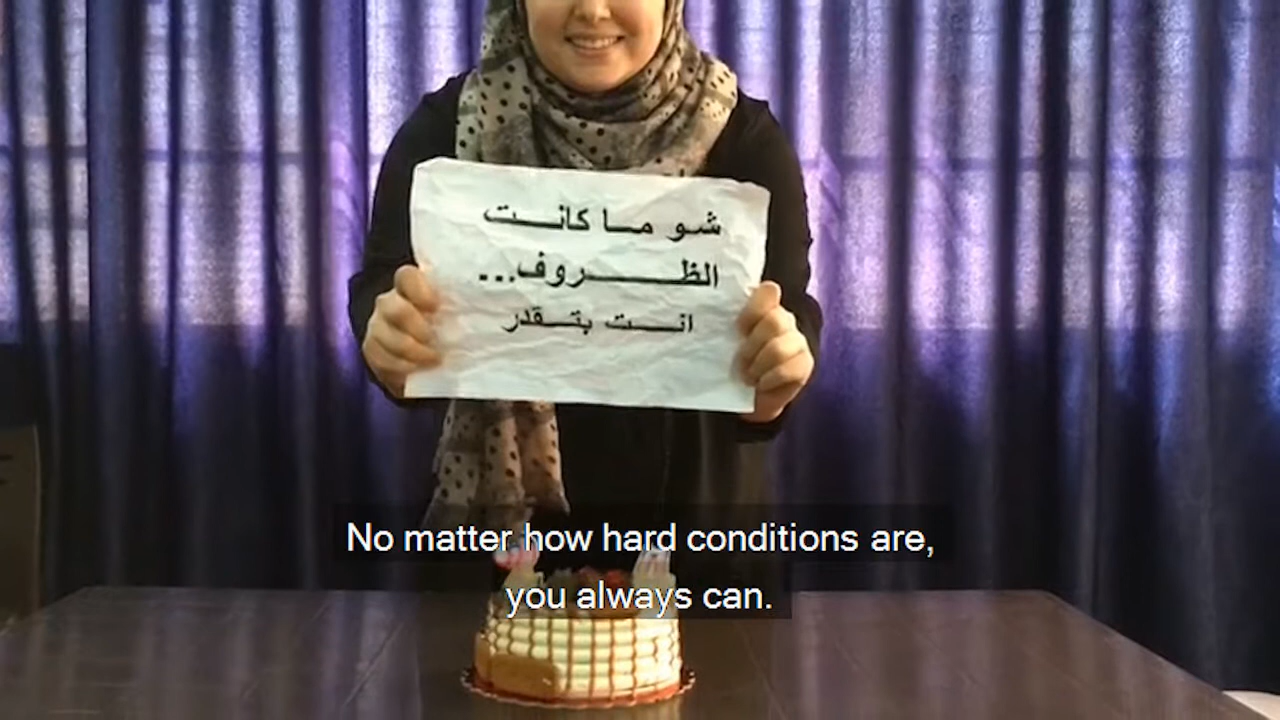 شو ما كانت
الظروف...
انت بتقدر
No matter how hard conditions are,
you always can.